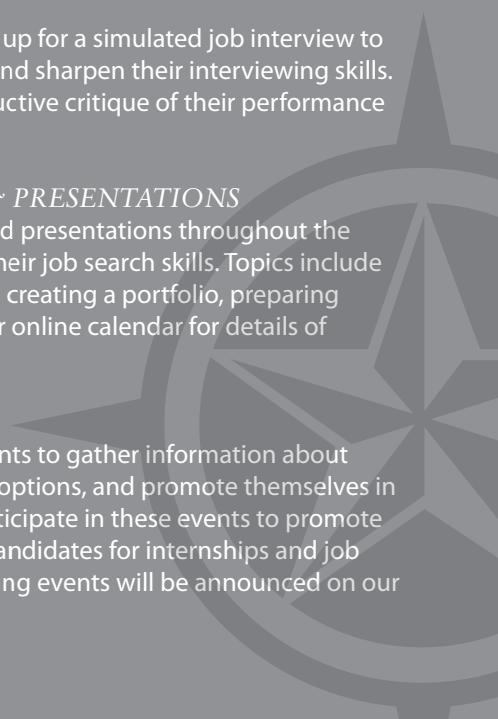 up for a simulated job interview to
nd sharpen their interviewing skills.
uctive critique of their performance
PRESENTATIONS
d presentations throughout the
heir job search skills. Topics include
creating a portfolio, preparing
r online calendar for details of
nts to gather information about
options, and promote themselves in
ticipate in these events to promote
andidates for internships and job
ng events will be announced on our